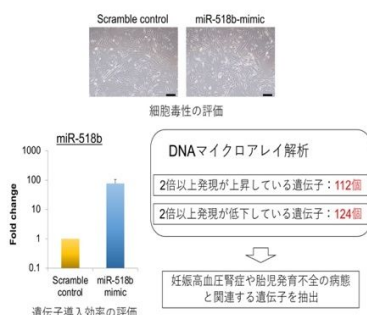 Scramble control
miR-518b-mimic
細胞毒性の評価
miR-518b
Fold change
1000
100
10
1
0.1
Scramble
control
miR-518b
mimic
遺伝子導入効率の評価
DNAマイクロアレイ解析
2倍以上発現が上昇している遺伝子：112個
2倍以上発現が低下している遺伝子：124個
妊娠高血圧腎症や胎児発育不全の病態
と関連する遺伝子を抽出